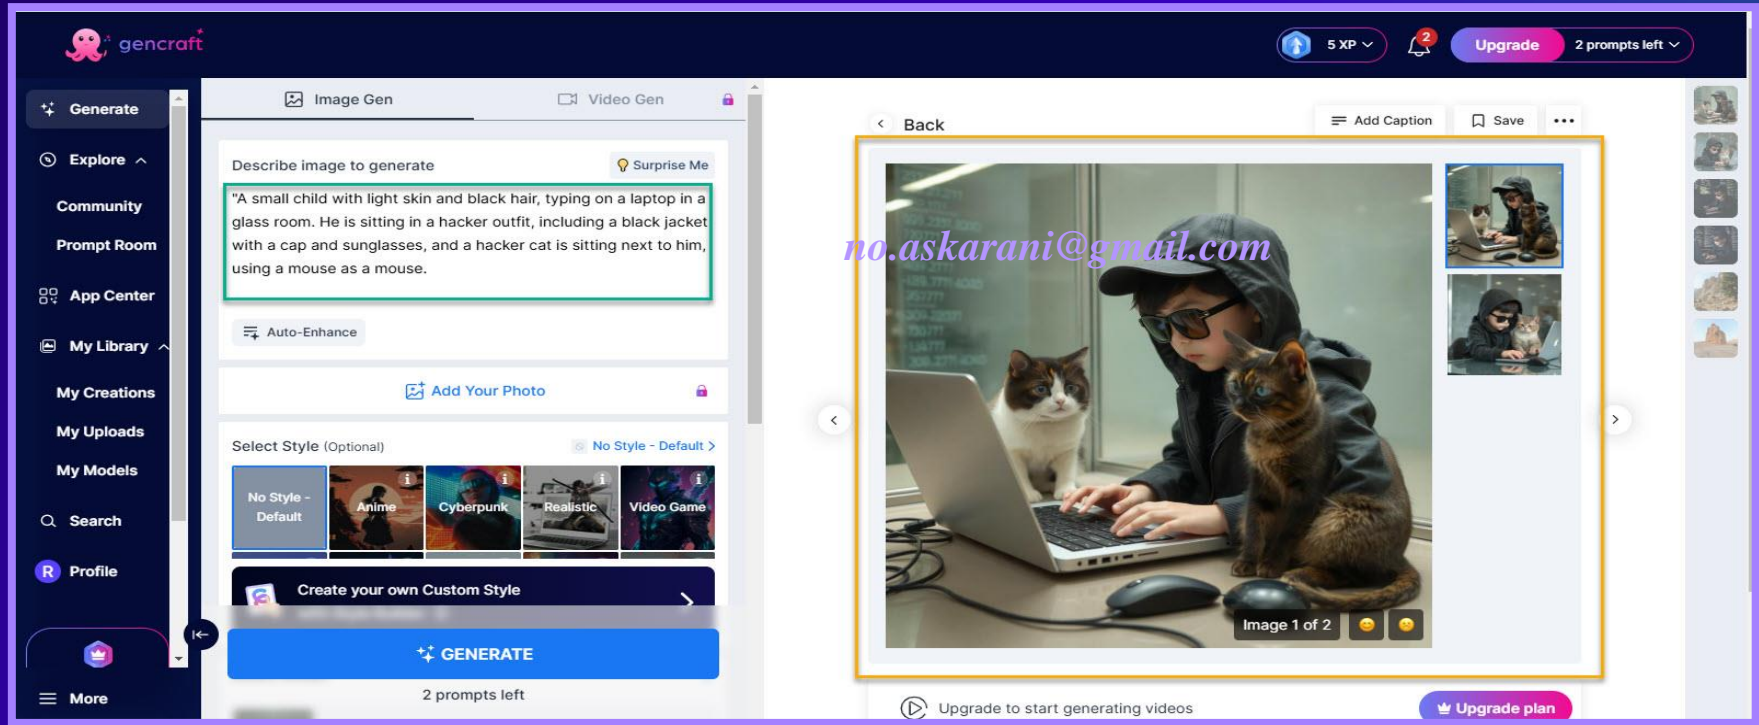 gencraft
5 XP
2
Upgrade
2 prompts left
Generate
Explore
Community
Prompt Room
App Center
My Library
My Creations
My Uploads
My Models
Search
R
Profile
More
Image Gen
Video Gen
Describe image to generate
Surprise Me
"A small child with light skin and black hair, typing on a laptop in a
glass room. He is sitting in a hacker outfit, including a black jacket
with a cap and sunglasses, and a hacker cat is sitting next to him,
using a mouse as a mouse.
Auto-Enhance
Add Your Photo
Select Style (Optional)
No Style - Default >
No Style -
Default
Anime
Cyberpunk
Realistic
Video Game
Create your own Custom Style
GENERATE
2 prompts left
Back
Add Caption
Save
no.askarani@gmail.com
Image 1 of 2
Upgrade to start generating videos
Upgrade plan